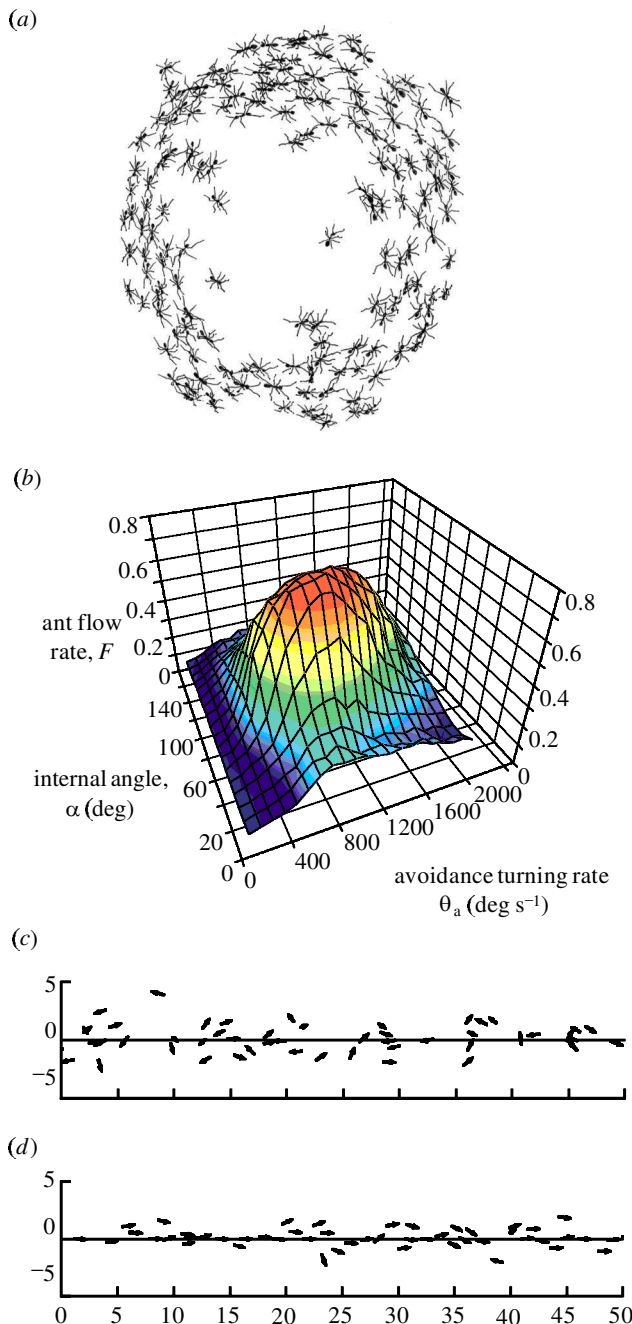 (a)
(b)
0.8
0.6
0.4
0.2
0
ant flow
rate, F
140
100
60
20
0
internal angle,
α (deg)
0
400
800
1200
1600
2000
avoidance turning rate
θa (deg s–1)
0.8
0.6
0.4
0.2
0
(c)
5
0
−5
(d)
5
0
−5
0 5 10 15 20 25 30 35 40 45 50